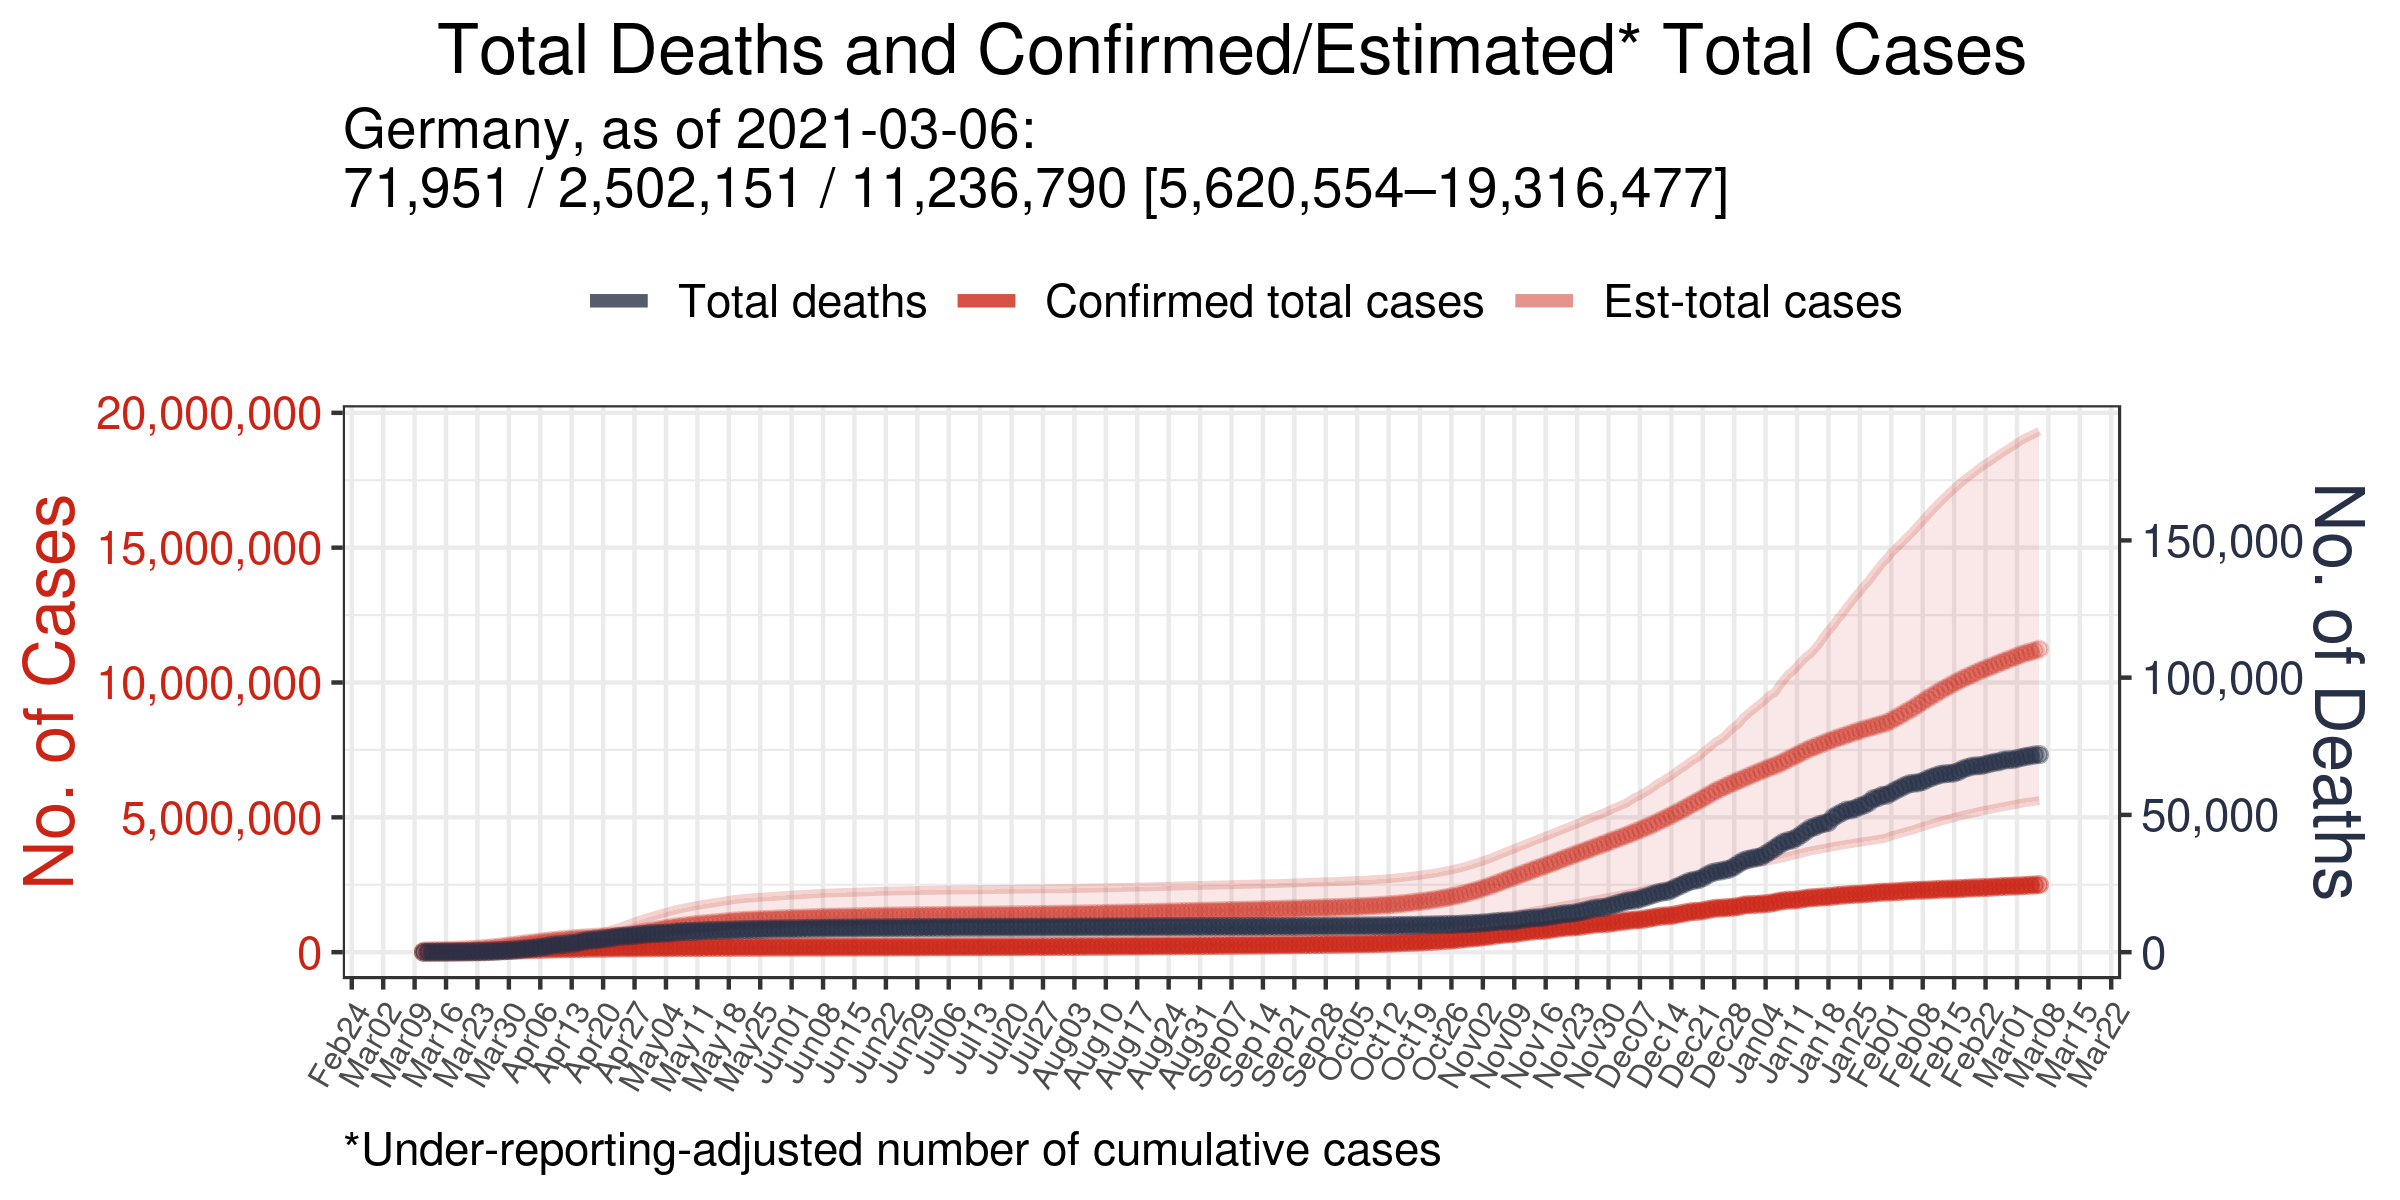 Total Deaths and Confirmed/Estimated* Total Cases
Germany, as of 2021-03-06:
71,951 / 2,502,151 / 11,236,790 [5,620,554–19,316,477]
Total deaths
Confirmed total cases
Est-total cases
No. of Cases
20,000,000
15,000,000
10,000,000
5,000,000
0
150,000
100,000
50,000
0
No. of Deaths
Feb24
Mar02
Mar09
Mar16
Mar23
Mar30
Apr06
Apr13
Apr20
Apr27
May04
May11
May18
May25
Jun01
Jun08
Jun15
Jun22
Jun29
Jul06
Jul13
Jul20
Jul27
Aug03
Aug10
Aug17
Aug24
Aug31
Sep07
Sep14
Sep21
Sep28
Oct05
Oct12
Oct19
Oct26
Nov02
Nov09
Nov16
Nov23
Nov30
Dec07
Dec14
Dec21
Dec28
Jan04
Jan11
Jan18
Jan25
Feb01
Feb08
Feb15
Feb22
Mar01
Mar08
Mar15
Mar22
*Under-reporting-adjusted number of cumulative cases